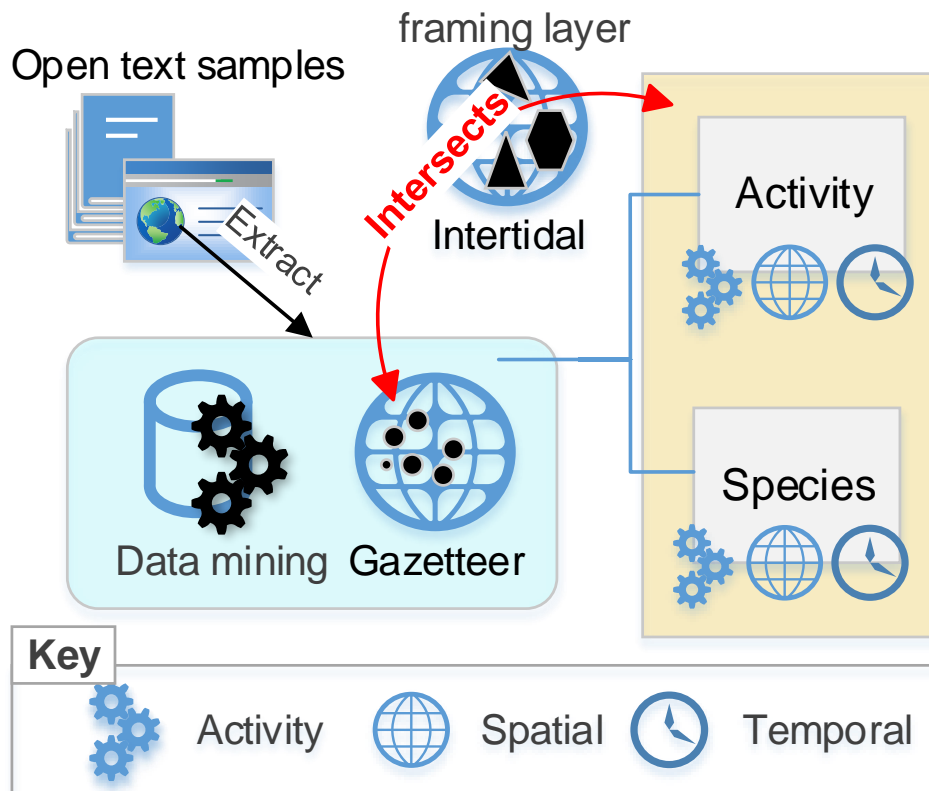 framing layer
Open text samples
Intersects
Extract
Intertidal
Activity
Data mining
Gazetteer
Species
Key
Activity
Spatial
Temporal